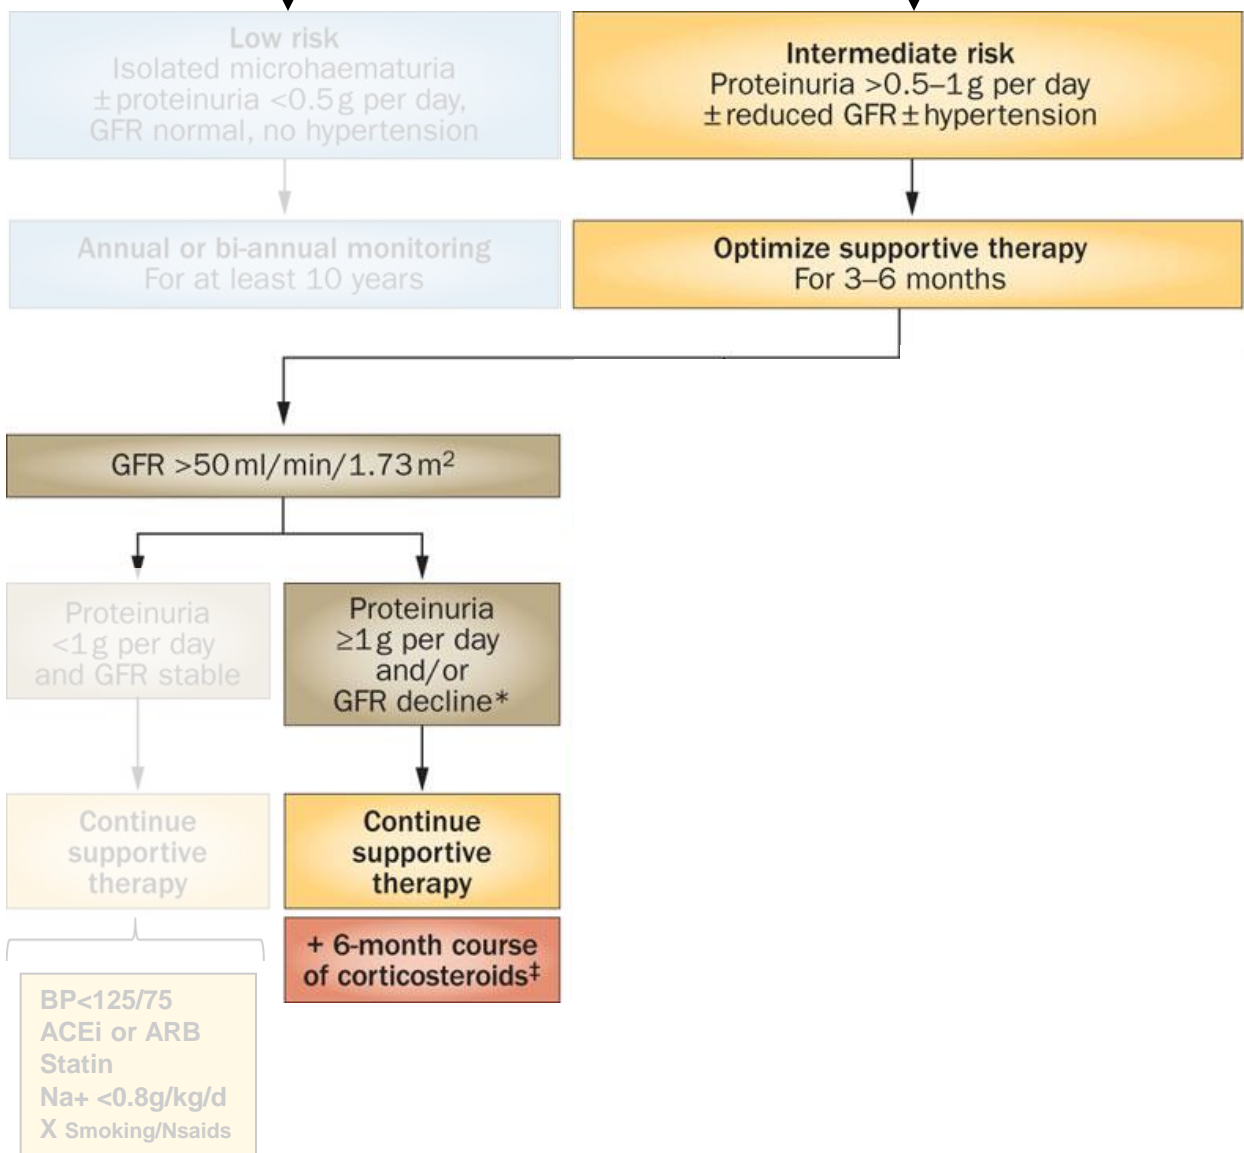 Low risk
Isolated microhaematuria
± proteinuria <0.5 g per day,
GFR normal, no hypertension
Intermediate risk
Proteinuria >0.5–1 g per day
± reduced GFR ± hypertension
Annual or bi-annual monitoring
For at least 10 years
Optimize supportive therapy
For 3–6 months
GFR >50 ml/min/1.73 m²
Proteinuria
<1 g per day
and GFR stable
Proteinuria
≥1 g per day
and/or
GFR decline*
Continue
supportive
therapy
Continue
supportive
therapy
+ 6-month course
of corticosteroids‡
BP<125/75
ACEi or ARB
Statin
Na+ <0.8g/kg/d
X Smoking/Nsaids